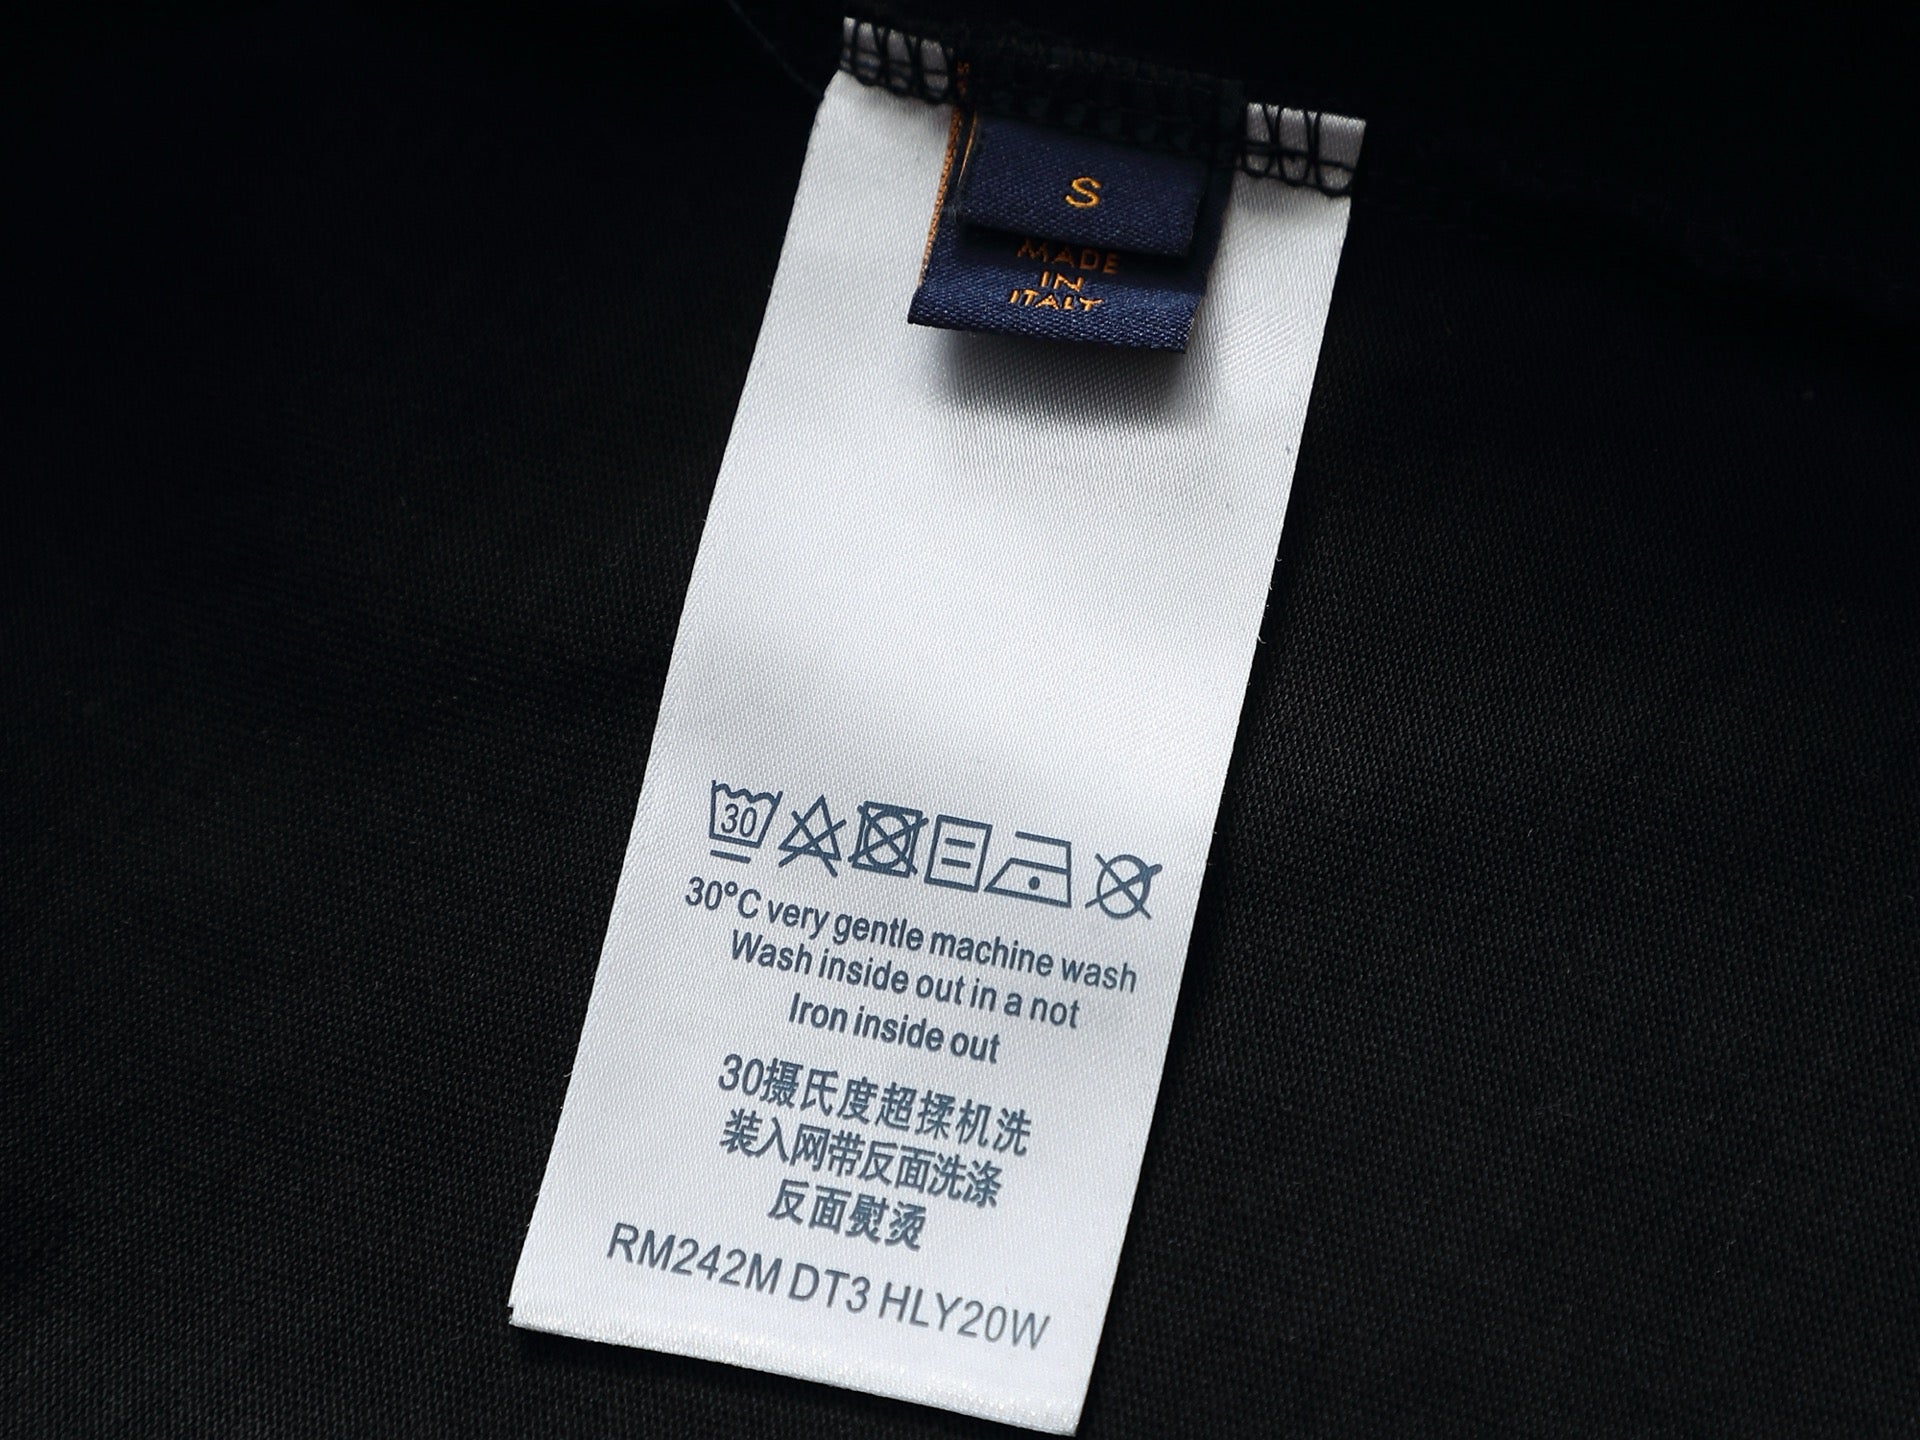 S
MADE
IN
ITALY
30
30°C very gentle machine wash
Wash inside out in a not
Iron inside out
30摄氏度超揉机洗
装入网带反面洗涤
反面熨烫
RM242M DT3 HLY20W